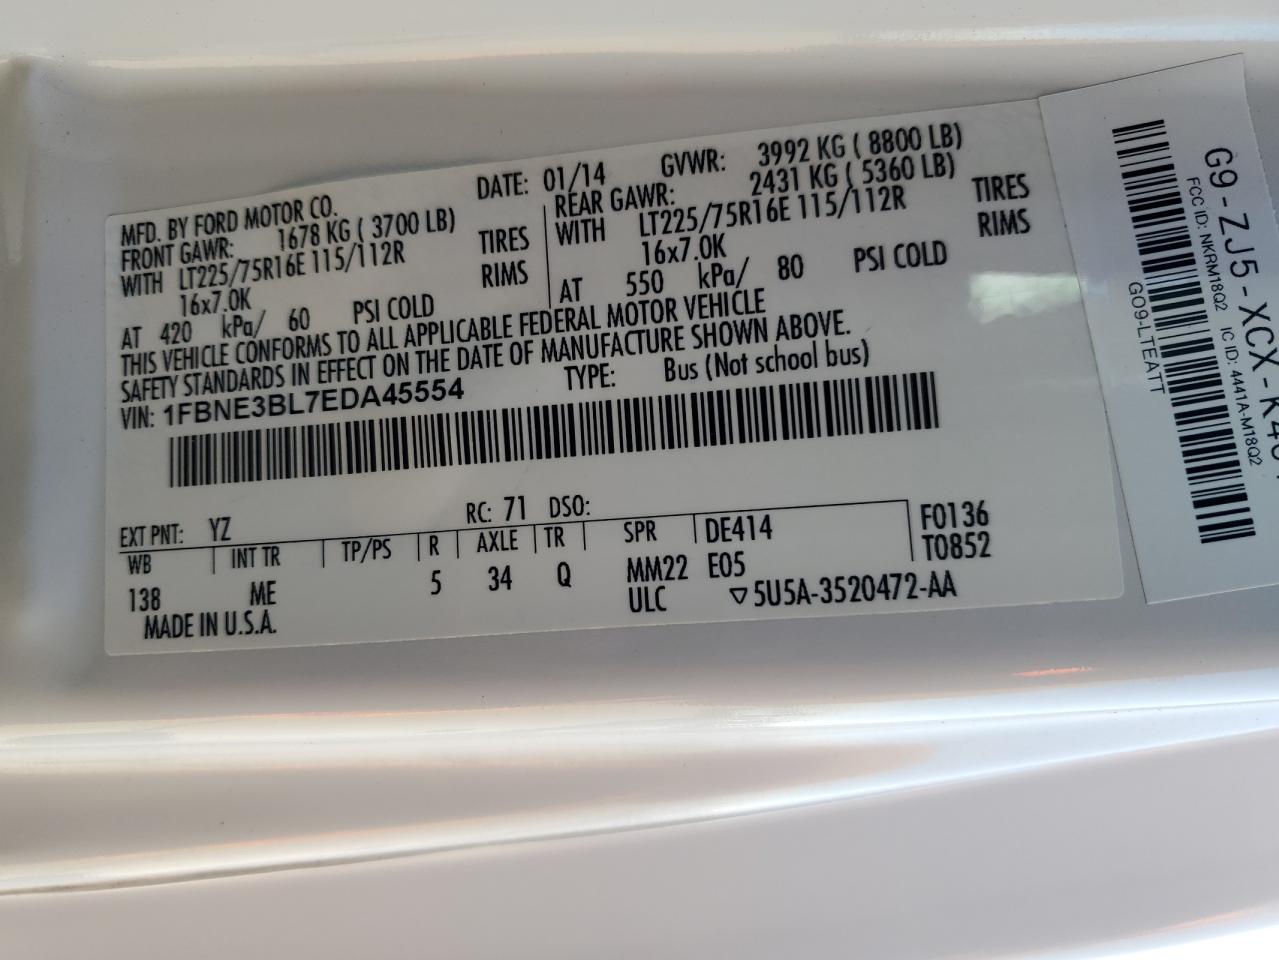 MFD. BY FORD MOTOR CO.
DATE: 01/14 GVWR: 3992 KG ( 8800 LB)
FRONT GAWR: 1678 KG ( 3700 LB)
WITH LT225/75R16E 115/112R TIRES
16x7.0K RIMS
AT 420 kPa/ 60 PSI COLD
REAR GAWR: 2431 KG ( 5360 LB)
WITH LT225/75R16E 115/112R TIRES
16x7.0K RIMS
AT 550 kPa/ 80 PSI COLD
THIS VEHICLE CONFORMS TO ALL APPLICABLE FEDERAL MOTOR VEHICLE
SAFETY STANDARDS IN EFFECT ON THE DATE OF MANUFACTURE SHOWN ABOVE.
VIN: 1FBNE3BL7EDA45554 TYPE: Bus (Not school bus)
EXT PNT: YZ RC: 71 DSO:
WB INT TR TP/PS R AXLE TR SPR DE414 F0136
138 ME 5 34 Q MM22 E05 T0852
MADE IN U.S.A. ULC ▽5U5A-3520472-AA
G9-ZJ5-XCX-K4
FCC ID: NKRM18Q2 IC ID: 4441A-M18Q2
GO9-LTEATT